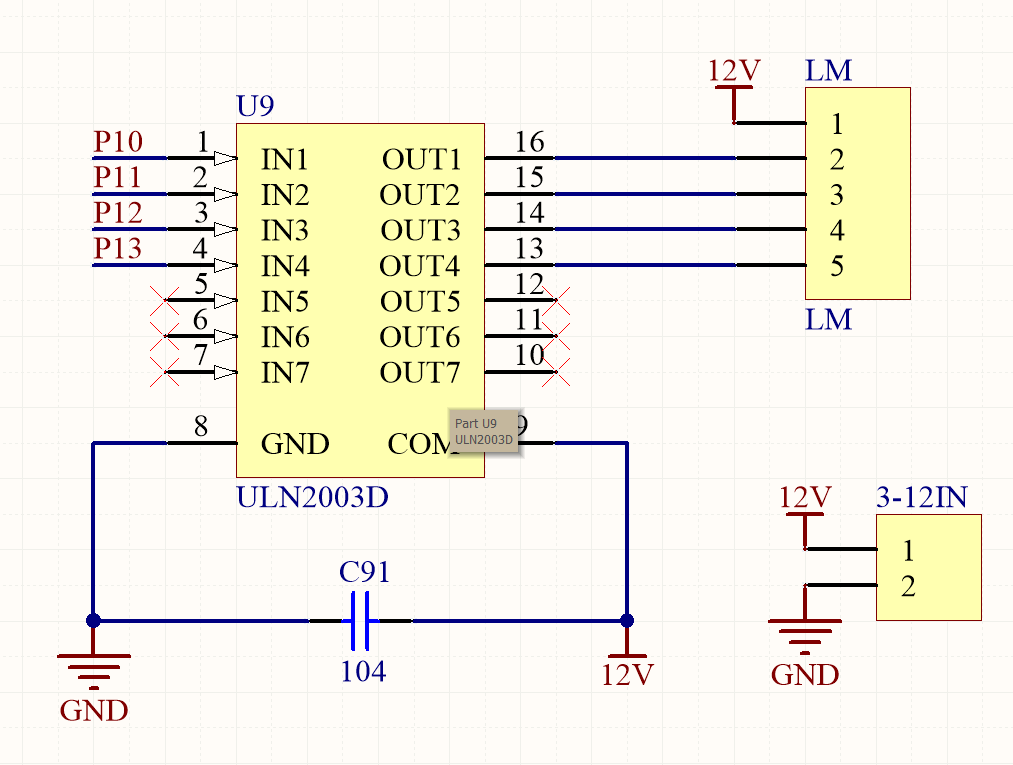 12V
LM
U9
P10
1
IN1
OUT1
16
1
P11
2
IN2
OUT2
15
2
P12
3
IN3
OUT3
14
3
P13
4
IN4
OUT4
13
4
5
IN5
OUT5
12
5
6
IN6
OUT6
11
LM
7
IN7
OUT7
10
8
GND
COM
9
Part U9
ULN2003D
ULN2003D
12V
3-12IN
1
2
C91
104
GND
12V
GND